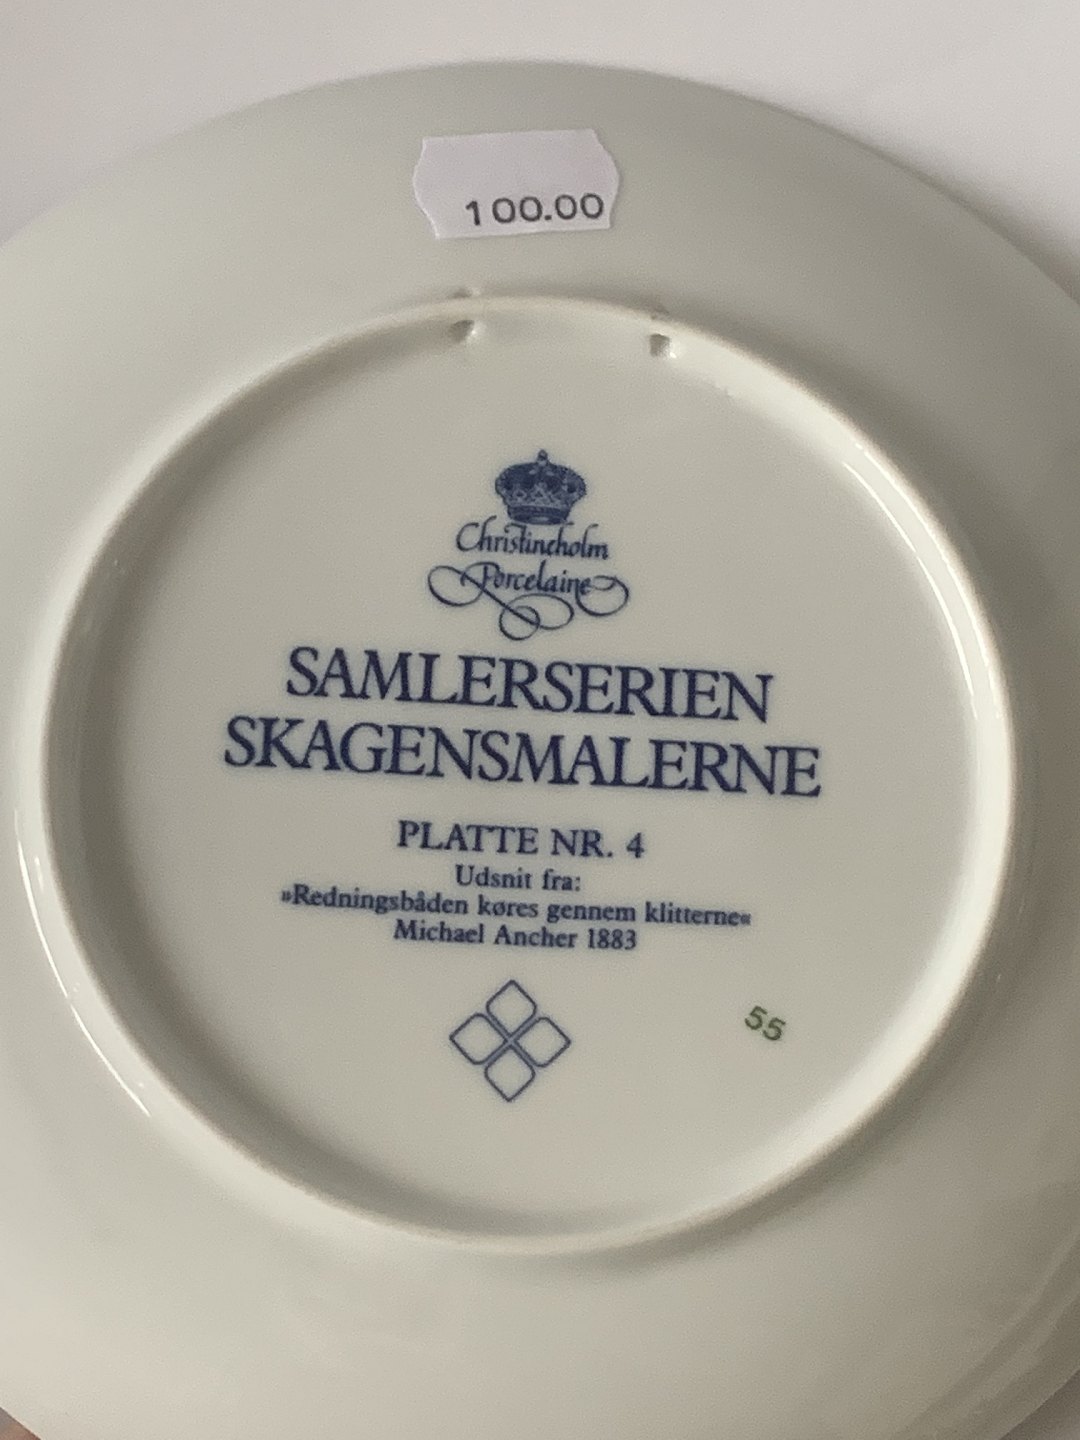 100.00
Christineholm
Porcelaine
SAMLERSERIEN
SKAGENSMALERNE
PLATTE NR. 4
Udsnit fra:
»Redningsbåden køres gennem klitterne«
Michael Ancher 1883
55